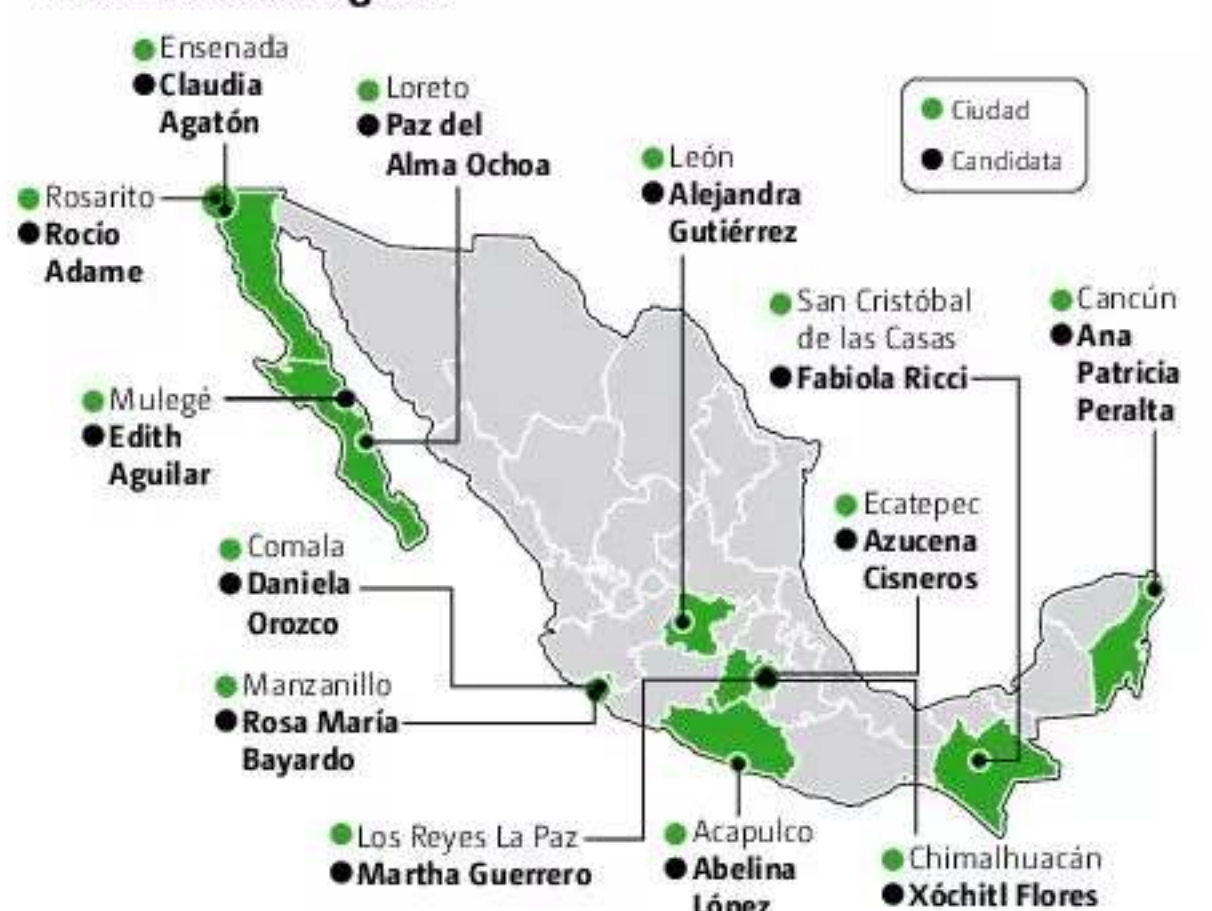 Ensenada
Claudia
Agatón
Loreto
Paz del
Alma Ochoa
Ciudad
Candidata
León
Alejandra
Gutiérrez
Rosarito
Rocío
Adame
San Cristóbal
de las Casas
Fabiola Ricci
Cancún
Ana
Patricia
Peralta
Mulegé
Edith
Aguilar
Ecatepec
Azucena
Cisneros
Comala
Daniela
Orozco
Manzanillo
Rosa María
Bayardo
Los Reyes La Paz
Martha Guerrero
Acapulco
Abelina
López
Chimalhuacán
Xóchitl Flores